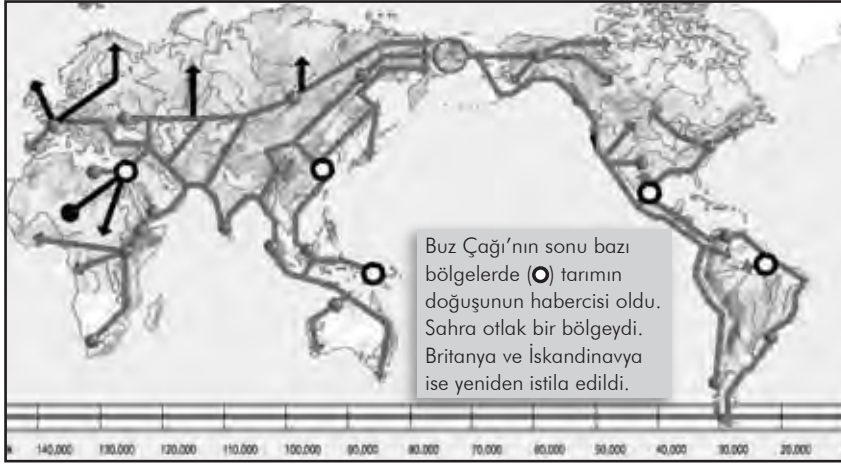 Buz Çağı’nın sonu bazı
bölgelerde (O) tarımın
doğuşunun habercisi oldu.
Sahra otlak bir bölgeydi.
Britanya ve İskandinavya
ise yeniden istila edildi.
140,000 130,000 120,000 110,000 100,000 90,000 80,000 70,000 60,000 50,000 40,000 30,000 20,000